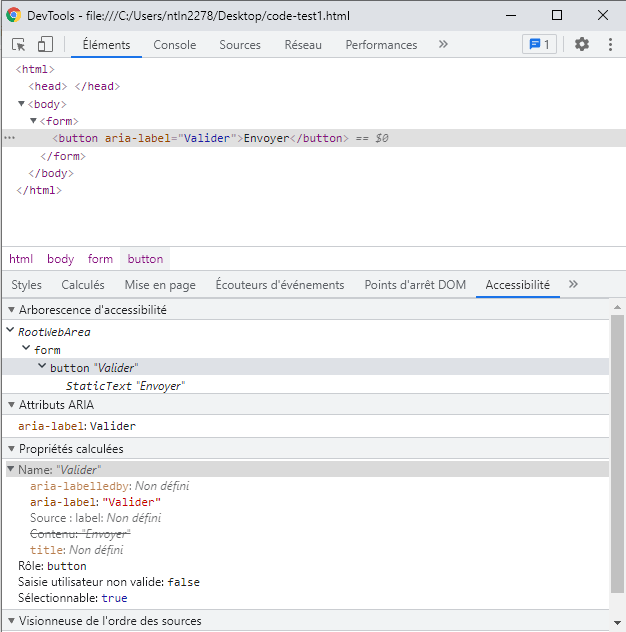 DevTools - file:///C:/Users/ntln2278/Desktop/code-test1.html
Éléments Console Sources Réseau Performances » 1
<html>
<head> </head>
<body>
<form>
... <button aria-label="Valider">Envoyer</button> == $0
</form>
</body>
</html>
html body form button
Styles Calculés Mise en page Écouteurs d'événements Points d'arrêt DOM Accessibilité »
Arborescence d'accessibilité
RootWebArea
form
button "Valider"
StaticText "Envoyer"
Attributs ARIA
aria-label: Valider
Propriétés calculées
Name: "Valider"
aria-labelledby: Non défini
aria-label: "Valider"
Source : label: Non défini
Contenu: "Envoyer"
title: Non défini
Rôle: button
Saisie utilisateur non valide: false
Sélectionnable: true
Visionneuse de l'ordre des sources